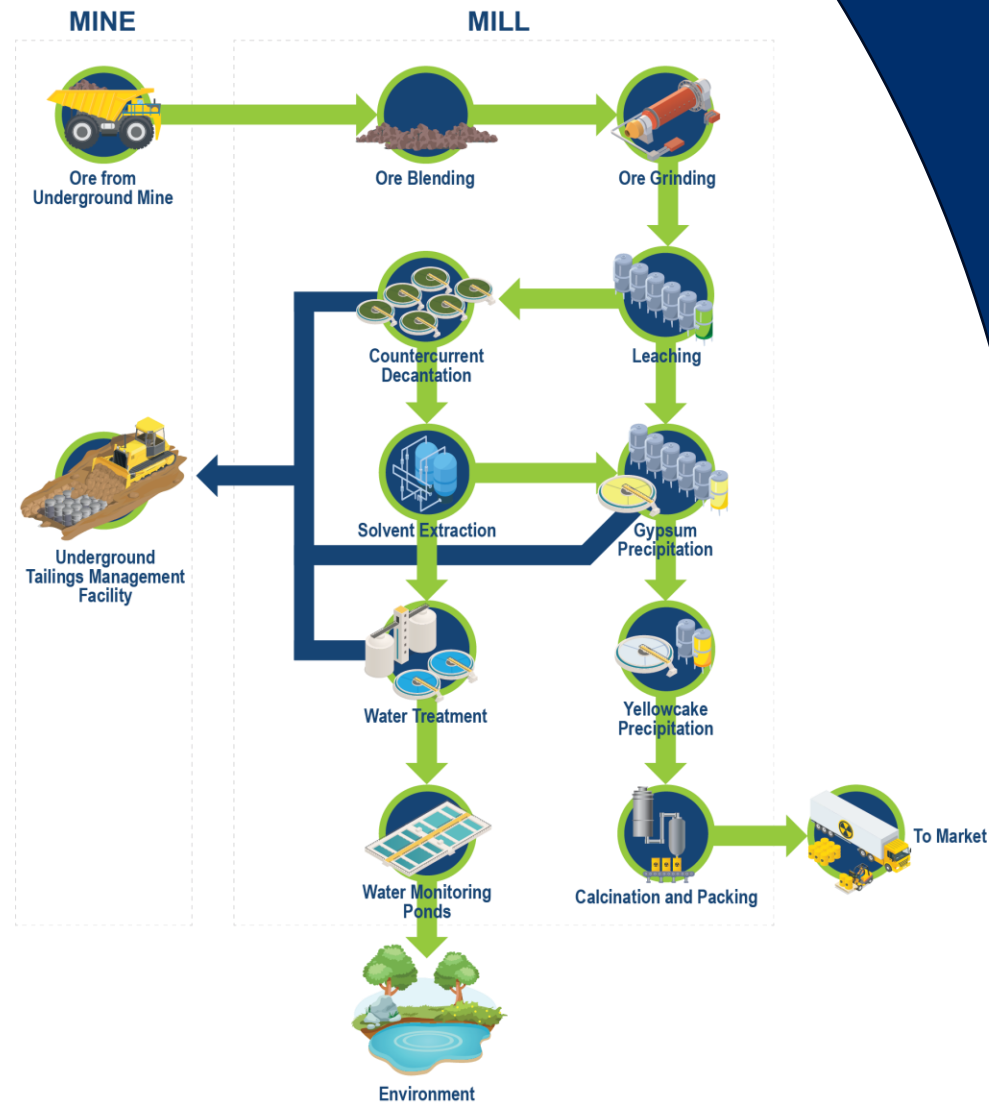 MINE
MILL
Ore from
Underground Mine
Ore Blending
Ore Grinding
Countercurrent
Decantation
Leaching
Solvent Extraction
Gypsum
Precipitation
Underground
Tailings Management
Facility
Water Treatment
Yellowcake
Precipitation
To Market
Water Monitoring
Ponds
Calcination and Packing
Environment